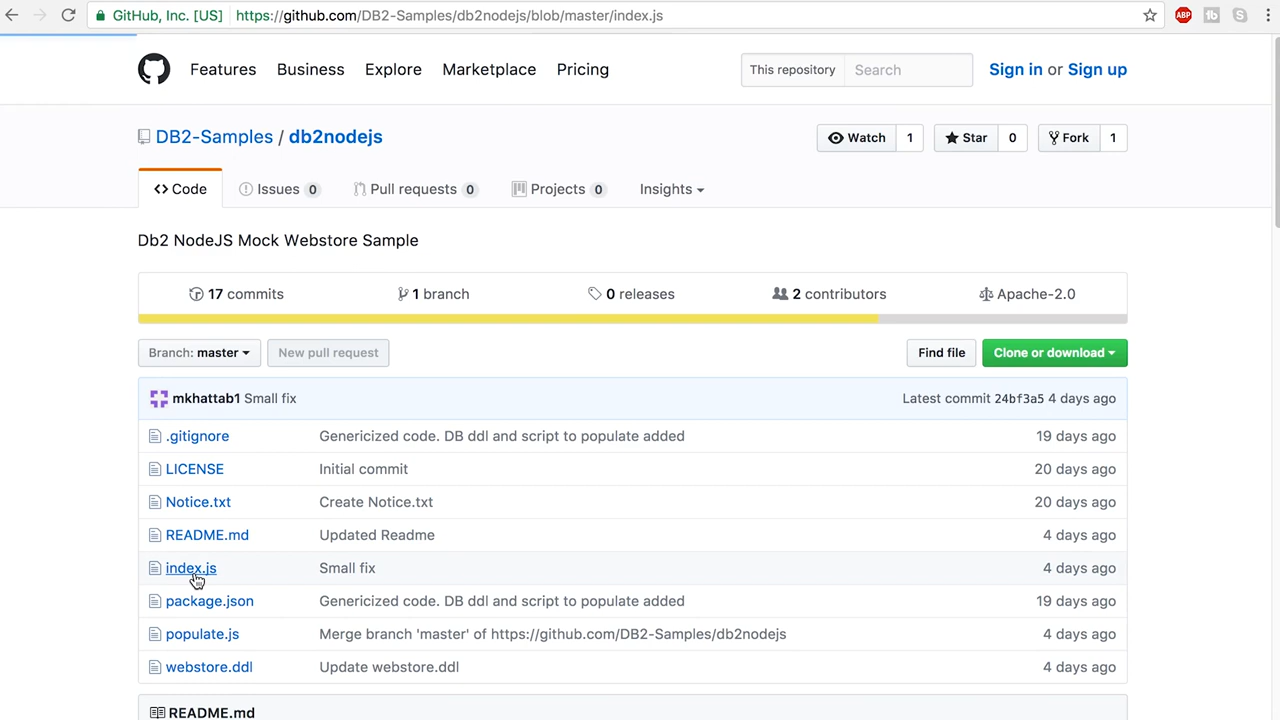 GitHub, Inc. [US] https://github.com/DB2-Samples/db2nodejs/blob/master/index.js ABP tb
Features Business Explore Marketplace Pricing This repository Search Sign in or Sign up
DB2-Samples / db2nodejs Watch 1 Star 0 Fork 1
<> Code Issues 0 Pull requests 0 Projects 0 Insights
Db2 NodeJS Mock Webstore Sample
17 commits 1 branch 0 releases 2 contributors Apache-2.0
Branch: master New pull request Find file Clone or download
mkhattab1 Small fix Latest commit 24bf3a5 4 days ago
.gitignore Genericized code. DB ddl and script to populate added 19 days ago
LICENSE Initial commit 20 days ago
Notice.txt Create Notice.txt 20 days ago
README.md Updated Readme 4 days ago
index.js Small fix 4 days ago
package.json Genericized code. DB ddl and script to populate added 19 days ago
populate.js Merge branch 'master' of https://github.com/DB2-Samples/db2nodejs 4 days ago
webstore.ddl Update webstore.ddl 4 days ago
README.md